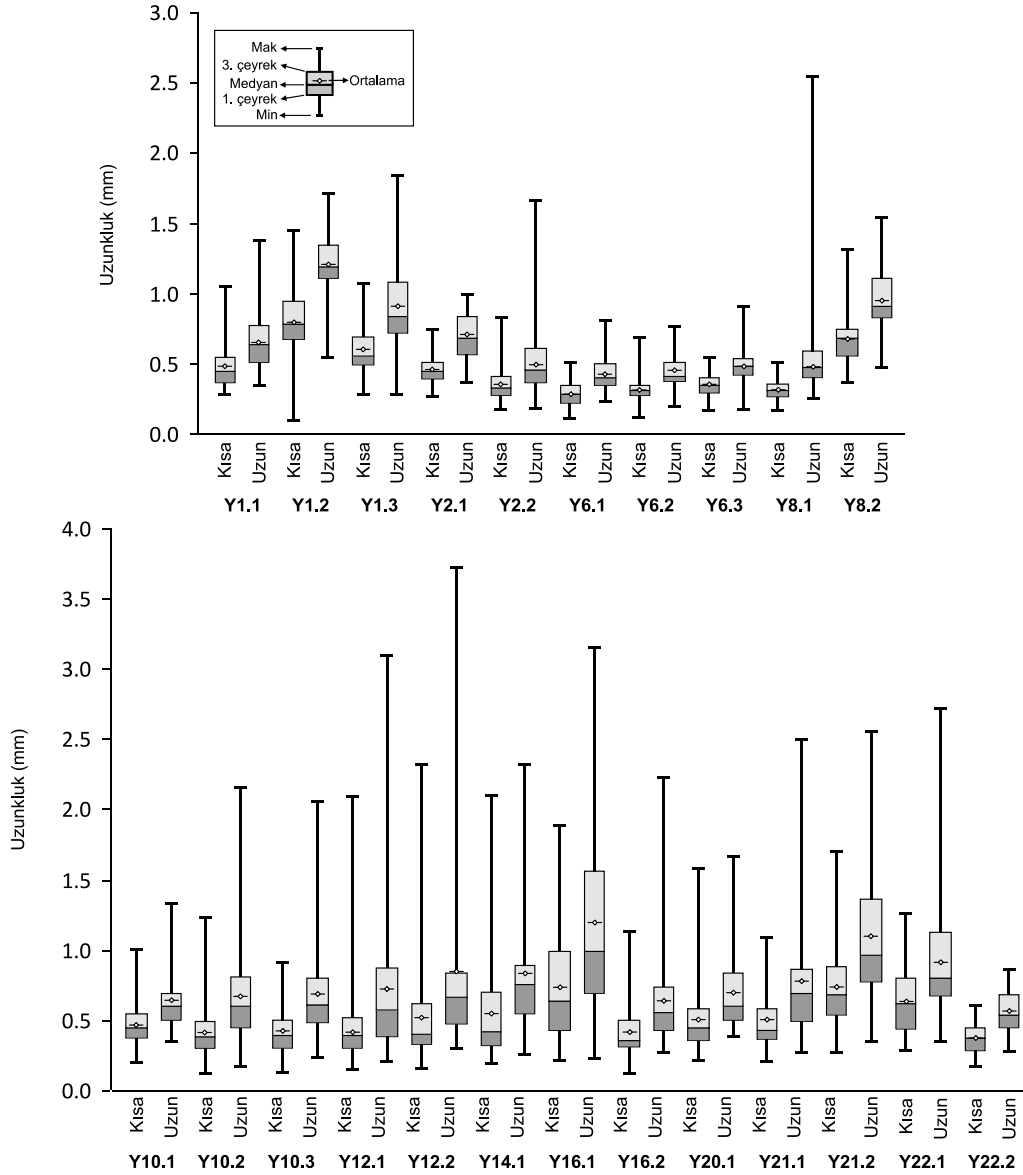 3.0
2.5
2.0
1.5
1.0
0.5
0.0
Uzunkluk (mm)
Mak
3. çeyrek
Medyan
1. çeyrek
Min
Ortalama
Kısa Uzun Kısa Uzun Kısa Uzun Kısa Uzun Kısa Uzun Kısa Uzun Kısa Uzun Kısa Uzun Kısa Uzun Kısa Uzun
Y1.1 Y1.2 Y1.3 Y2.1 Y2.2 Y6.1 Y6.2 Y6.3 Y8.1 Y8.2
4.0
3.5
3.0
2.5
2.0
1.5
1.0
0.5
0.0
Uzunkluk (mm)
Kısa Uzun Kısa Uzun Kısa Uzun Kısa Uzun Kısa Uzun Kısa Uzun Kısa Uzun Kısa Uzun Kısa Uzun Kısa Uzun Kısa Uzun Kısa Uzun Kısa Uzun
Y10.1 Y10.2 Y10.3 Y12.1 Y12.2 Y14.1 Y16.1 Y16.2 Y20.1 Y21.1 Y21.2 Y22.1 Y22.2